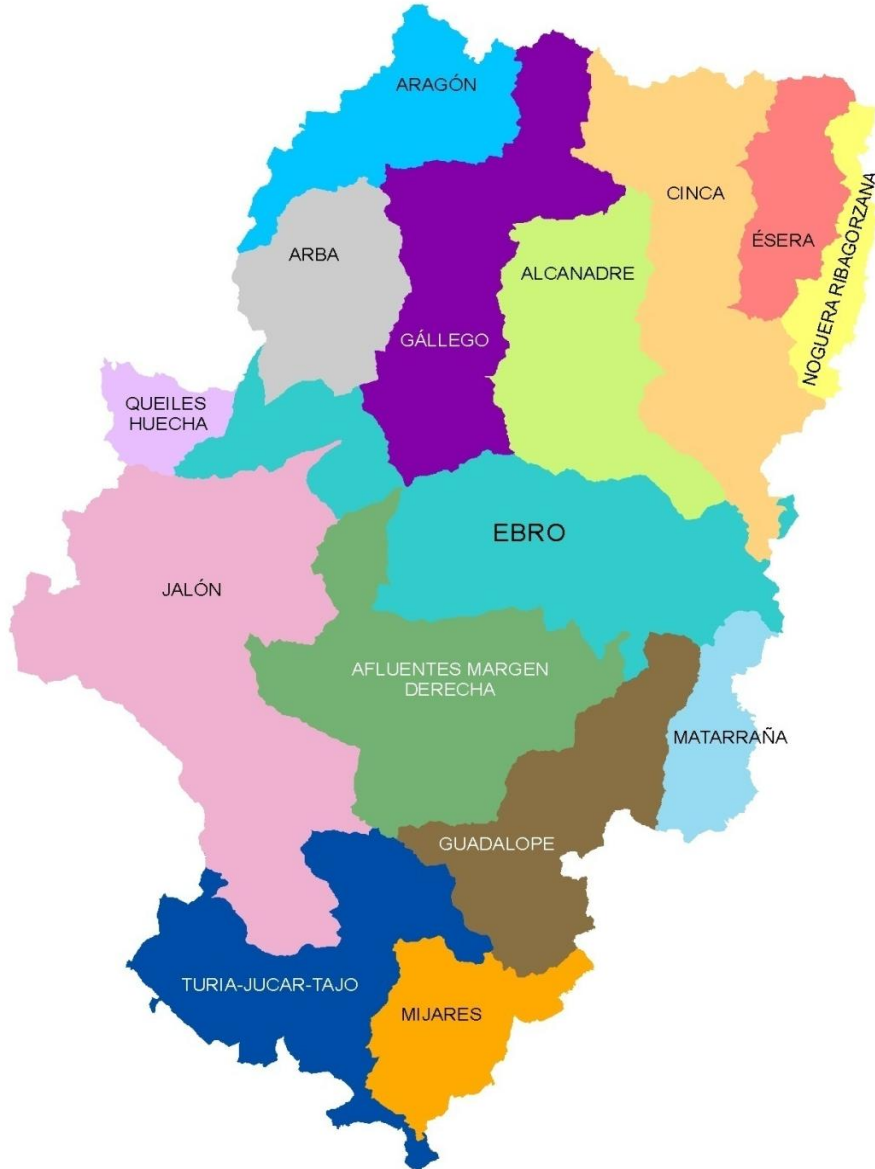 ARAGÓN
CINCA
ÉSERA
NOGUERA RIBAGORZANA
ARBA
ALCANADRE
GÁLLEGO
QUEILES
HUECHA
EBRO
JALÓN
AFLUENTES MARGEN
DERECHA
MATARRAÑA
GUADALOPE
TURIA-JUCAR-TAJO
MIJARES